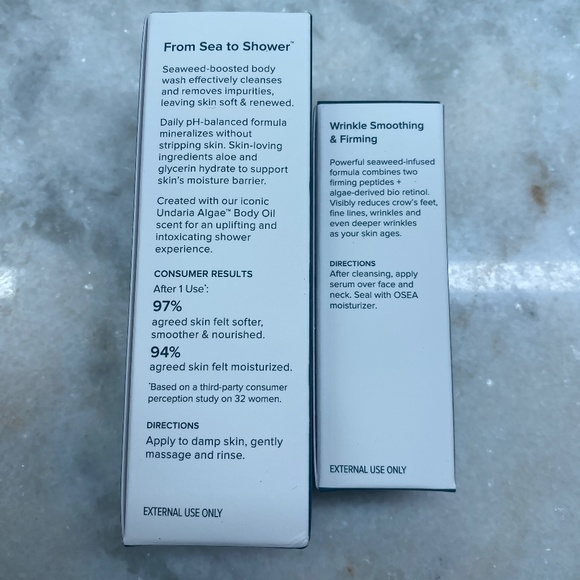 From Sea to Shower™
Seaweed-boosted body
wash effectively cleanses
and removes impurities,
leaving skin soft & renewed.
Daily pH-balanced formula
mineralizes without
stripping skin. Skin-loving
ingredients aloe and
glycerin hydrate to support
skin's moisture barrier.
Created with our iconic
Undaria Algae™ Body Oil
scent for an uplifting and
intoxicating shower
experience.
CONSUMER RESULTS
After 1 Use*:
97%
agreed skin felt softer,
smoother & nourished.
94%
agreed skin felt moisturized.
*Based on a third-party consumer
perception study on 32 women.
DIRECTIONS
Apply to damp skin, gently
massage and rinse.
EXTERNAL USE ONLY
Wrinkle Smoothing
& Firming
Powerful seaweed-infused
formula combines two
firming peptides +
algae-derived bio retinol.
Visibly reduces crow's feet,
fine lines, wrinkles and
even deeper wrinkles
as your skin ages.
DIRECTIONS
After cleansing, apply
serum over face and
neck. Seal with OSEA
moisturizer.
EXTERNAL USE ONLY